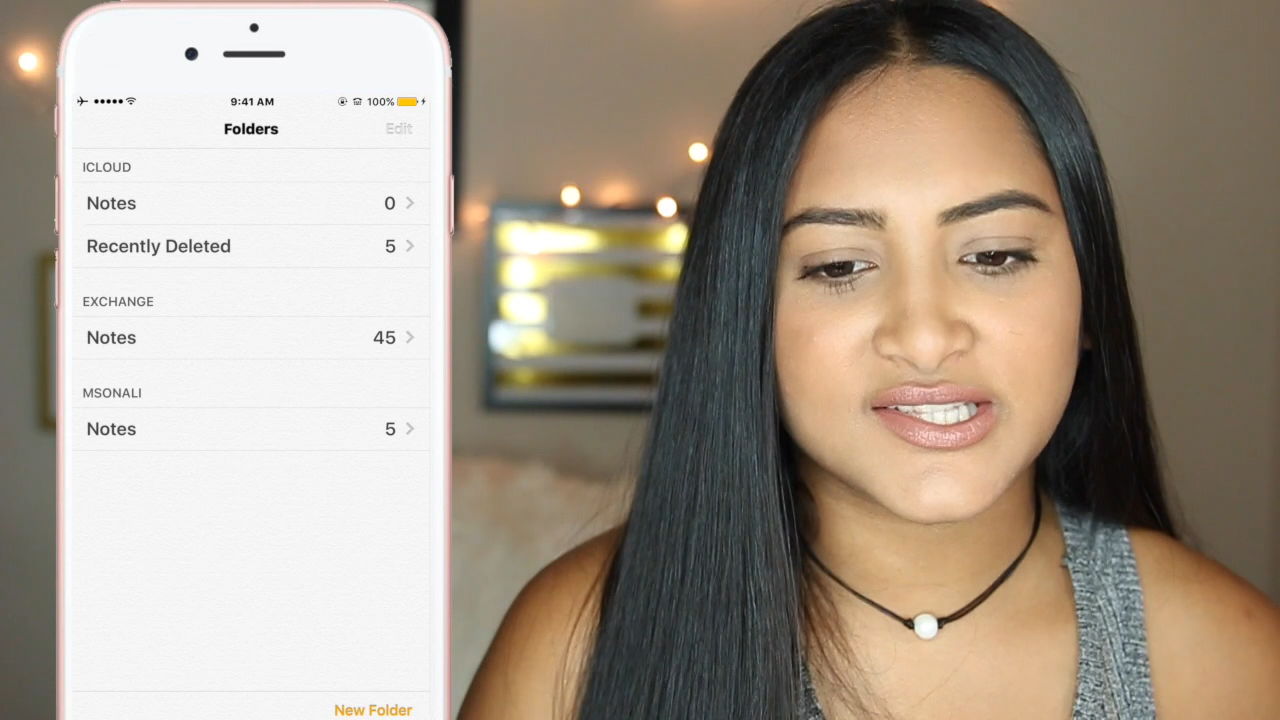 9:41 AM 100%
Folders Edit
ICLOUD
Notes 0
Recently Deleted 5
EXCHANGE
Notes 45
MSONALI
Notes 5
New Folder